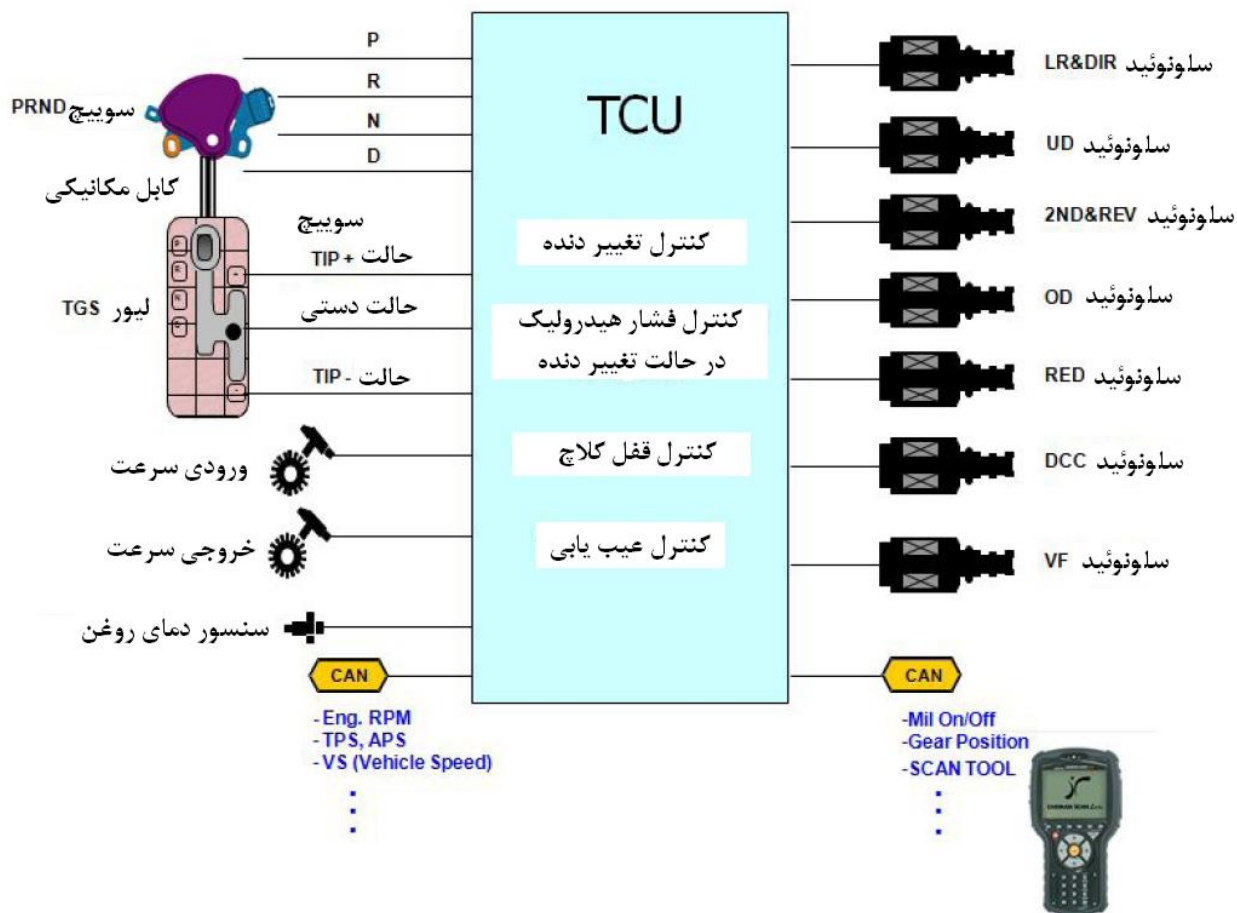 P
R
N
D
سوییچ PRND
کابل مکانیکی
سوییچ
حالت TIP +
لیور TGS
حالت دستی
حالت TIP -
ورودی سرعت
خروجی سرعت
سنسور دمای روغن
CAN
- Eng. RPM
- TPS, APS
- VS (Vehicle Speed)
TCU
کنترل تغییر دنده
کنترل فشار هیدرولیک
در حالت تغییر دنده
کنترل قفل کلاچ
کنترل عیب یابی
سلونوئید LR&DIR
سلونوئید UD
سلونوئید 2ND&REV
سلونوئید OD
سلونوئید RED
سلونوئید DCC
سلونوئید VF
CAN
-Mil On/Off
-Gear Position
-SCAN TOOL